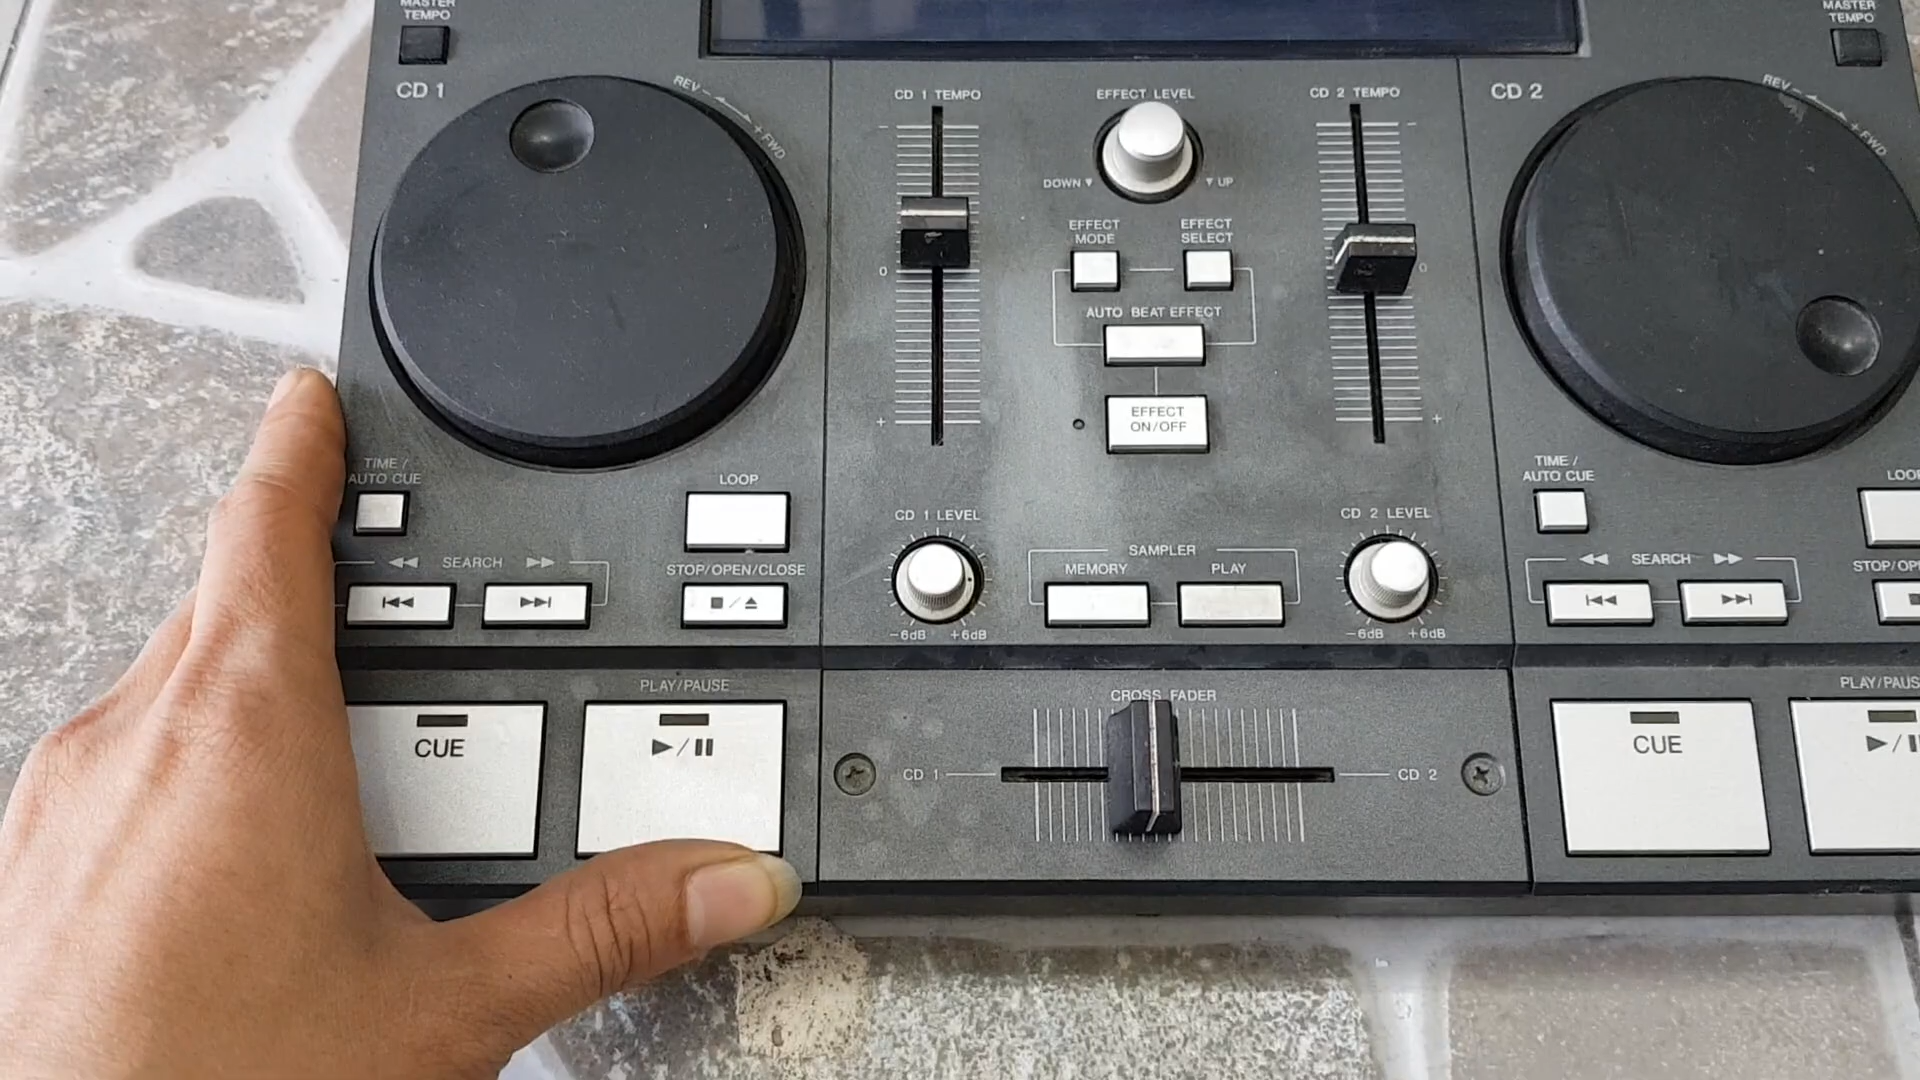 MASTER
TEMPO
MASTER
TEMPO
CD 1
REV – + FWD
CD 1 TEMPO
EFFECT LEVEL
CD 2 TEMPO
CD 2
REV – + FWD
–
–
DOWN ▼
▼ UP
EFFECT
MODE
EFFECT
SELECT
0
0
AUTO BEAT EFFECT
EFFECT
ON/OFF
+
+
TIME /
AUTO CUE
LOOP
CD 1 LEVEL
CD 2 LEVEL
TIME /
AUTO CUE
LOOP
◀◀ SEARCH ▶▶
STOP/OPEN/CLOSE
SAMPLER
MEMORY
PLAY
◀◀ SEARCH ▶▶
STOP/OPE
–6dB +6dB
–6dB +6dB
PLAY/PAUSE
CROSS FADER
PLAY/PAUS
CUE
CD 1
CD 2
CUE